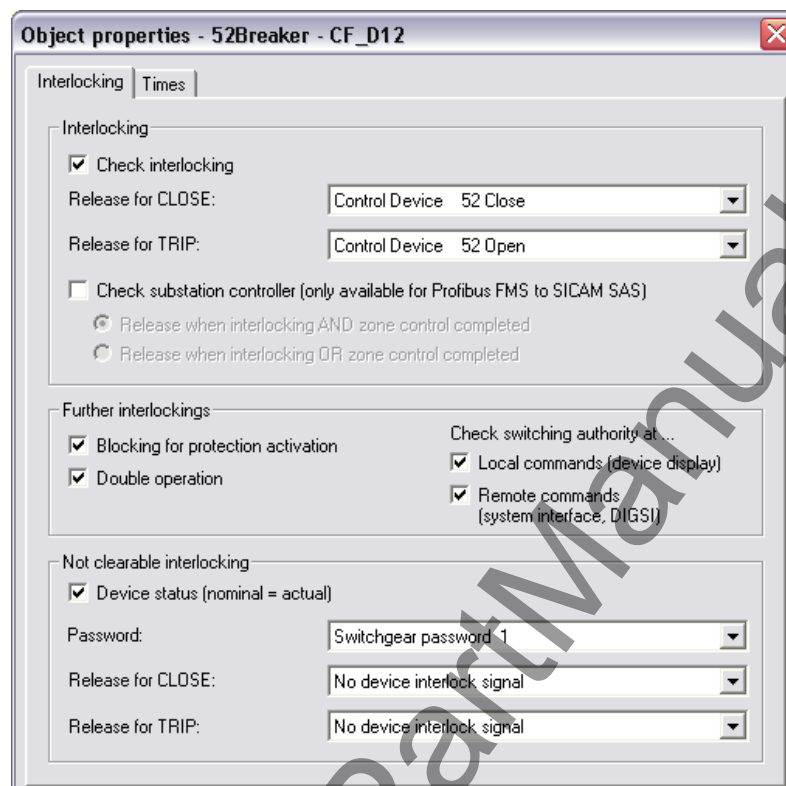 Object properties - 52Breaker - CF_D12
Interlocking
Times
Interlocking
Check interlocking
Release for CLOSE:
Control Device 52 Close
Release for TRIP:
Control Device 52 Open
Check substation controller (only available for Profibus FMS to SICAM SAS)
Release when interlocking AND zone control completed
Release when interlocking OR zone control completed
Further interlockings
Blocking for protection activation
Double operation
Check switching authority at ...
Local commands (device display)
Remote commands
(system interface, DIGSI)
Not clearable interlocking
Device status (nominal = actual)
Password:
Switchgear password 1
Release for CLOSE:
No device interlock signal
Release for TRIP:
No device interlock signal
PartManua